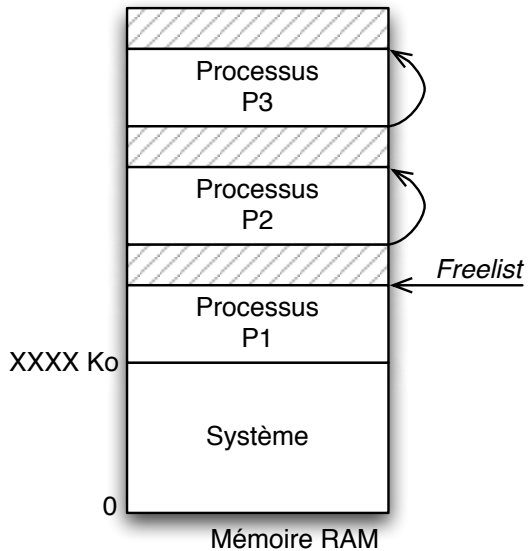 Processus
P3
Processus
P2
Freelist
Processus
P1
XXXX Ko
Système
0
Mémoire RAM